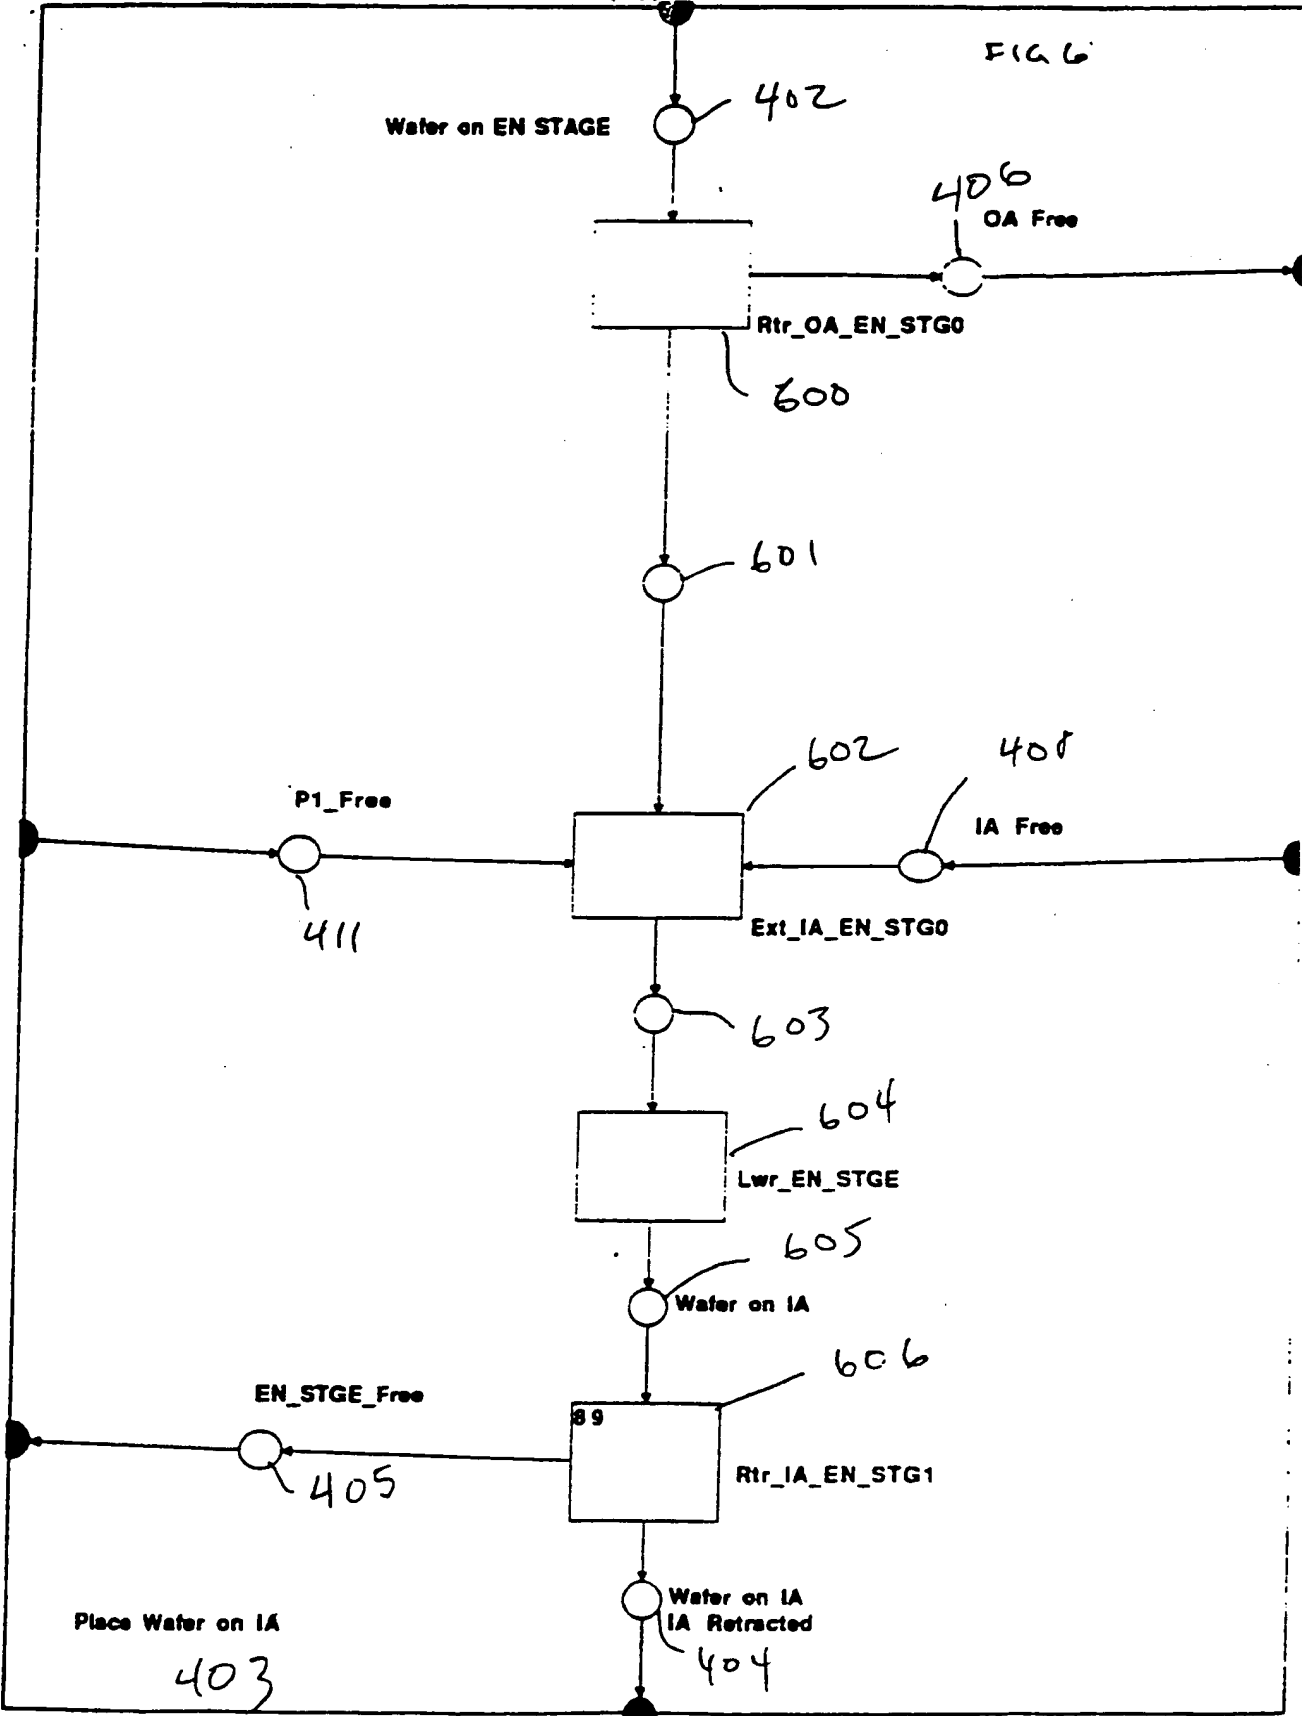 FIG 6
402
Wafer on EN STAGE
406
OA Free
Rtr_OA_EN_STG0
600
601
602
408
P1_Free
IA Free
411
Ext_IA_EN_STG0
603
604
Lwr_EN_STGE
605
Wafer on IA
606
EN_STGE_Free
89
Rtr_IA_EN_STG1
405
Wafer on IA
IA Retracted
Place Wafer on IA
404
403